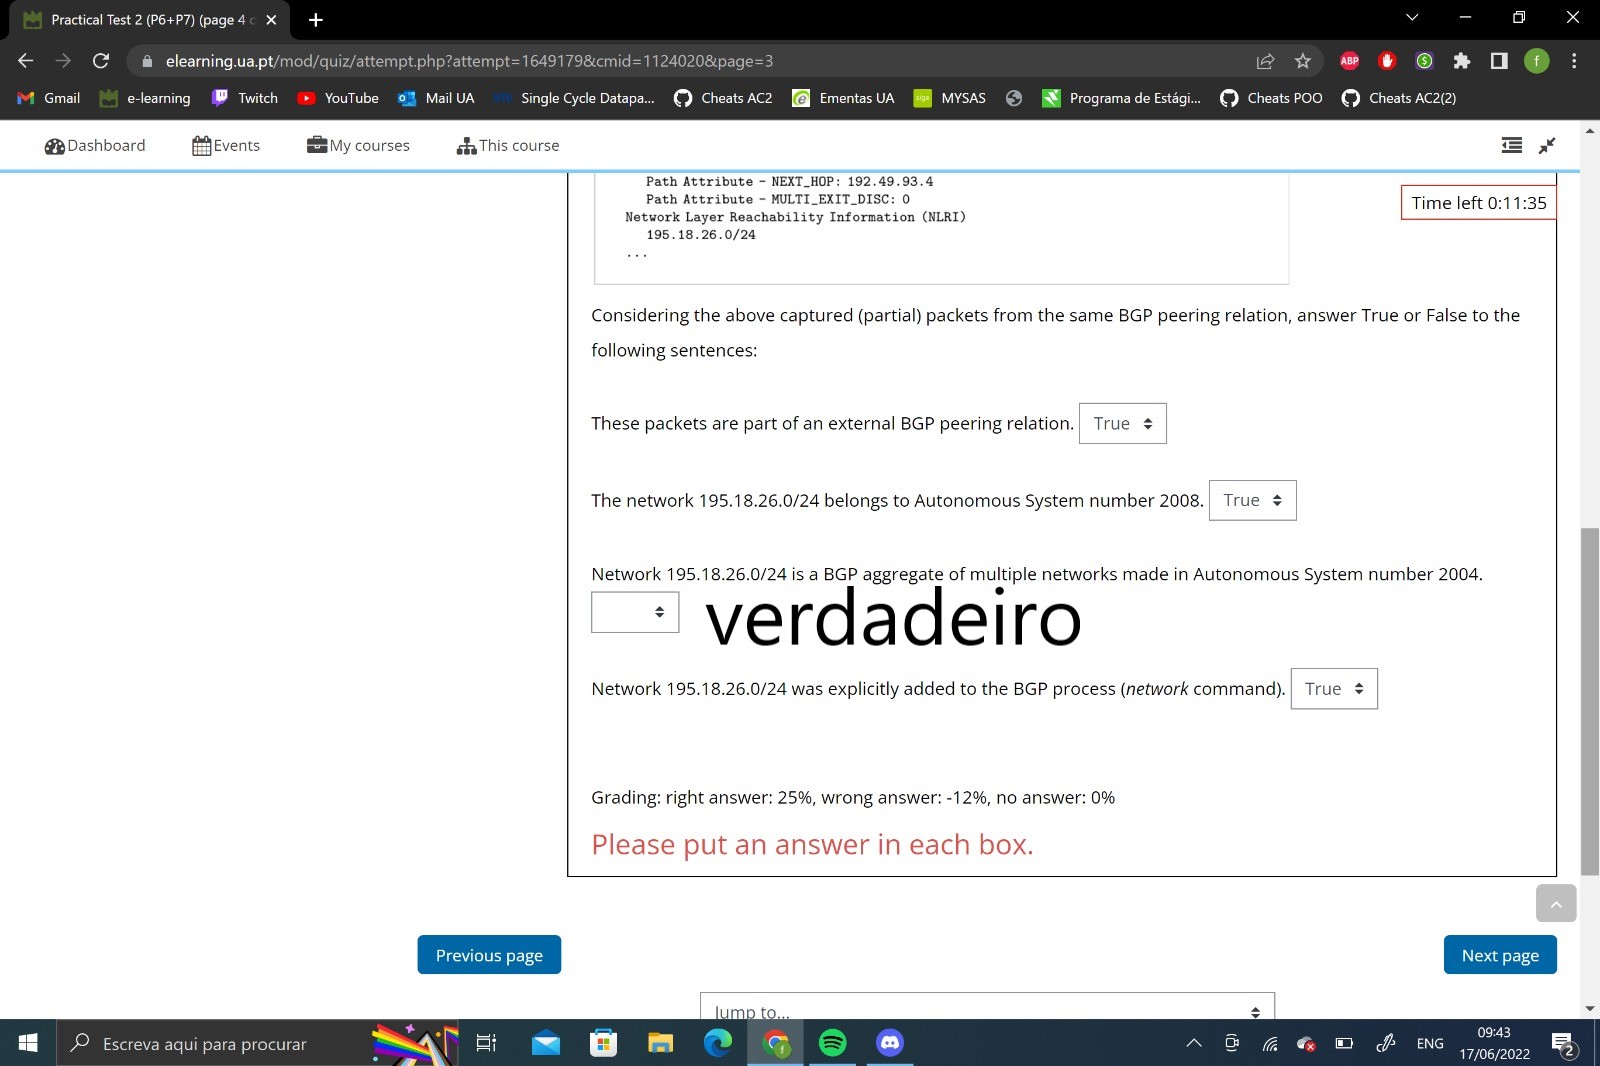 Practical Test 2 (P6+P7) (page 4 o
elearning.ua.pt/mod/quiz/attempt.php?attempt=1649179&cmid=1124020&page=3
ABP
f
Gmail e-learning Twitch YouTube Mail UA Single Cycle Datapa... Cheats AC2 Ementas UA MYSAS Programa de Estági... Cheats POO Cheats AC2(2)
Dashboard Events My courses This course
Path Attribute - NEXT_HOP: 192.49.93.4
Path Attribute - MULTI_EXIT_DISC: 0
Network Layer Reachability Information (NLRI)
195.18.26.0/24
...
Time left 0:11:35
Considering the above captured (partial) packets from the same BGP peering relation, answer True or False to the
following sentences:
These packets are part of an external BGP peering relation. True
The network 195.18.26.0/24 belongs to Autonomous System number 2008. True
Network 195.18.26.0/24 is a BGP aggregate of multiple networks made in Autonomous System number 2004.
verdadeiro
Network 195.18.26.0/24 was explicitly added to the BGP process (network command). True
Grading: right answer: 25%, wrong answer: -12%, no answer: 0%
Please put an answer in each box.
Previous page
Next page
Jump to...
Escreva aqui para procurar
ENG
09:43
17/06/2022
2